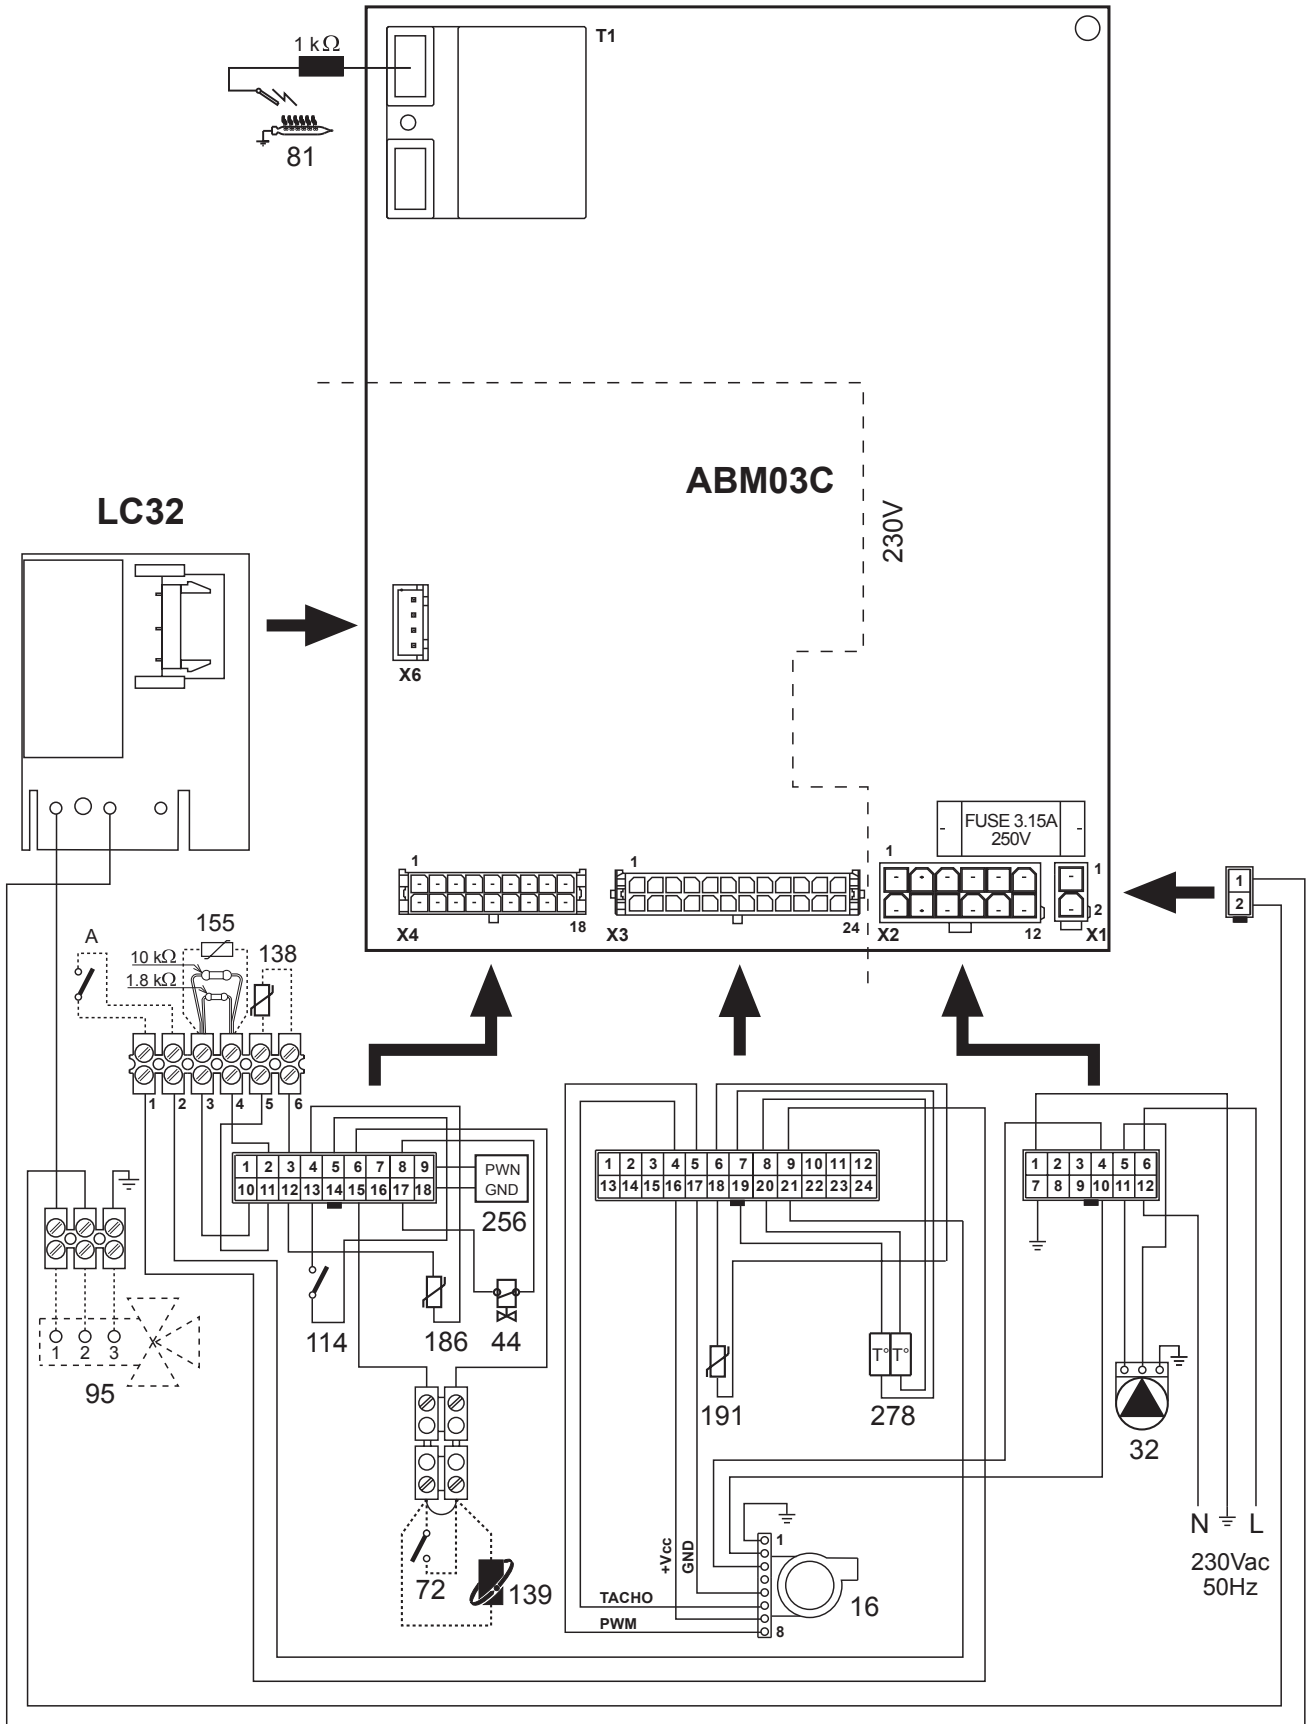 1 kΩ
T1
81
ABM03C
LC32
230V
X6
FUSE 3.15A
250V
1
1
1
1
2
X4
18
X3
24
X2
12
X1
1
2
A
155
10 kΩ
1.8 kΩ
138
1 2 3 4 5 6
1 2 3 4 5 6 7 8 9
10 11 12 13 14 15 16 17 18
PWN
GND
256
1 2 3 4 5 6 7 8 9 10 11 12
13 14 15 16 17 18 19 20 21 22 23 24
1 2 3 4 5 6
7 8 9 10 11 12
114
186
44
1 2 3
95
T° T°
191
278
32
N L
230Vac
50Hz
+Vcc
GND
1
TACHO
PWM
8
16
72
139